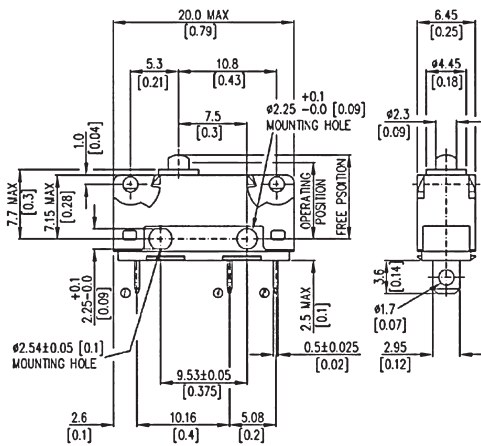 20.0 MAX
[0.79]
6.45
[0.25]
5.3
[0.21]
10.8
[0.43]
ø4.45
[0.18]
7.5
[0.3]
+0.1
ø2.25 -0.0 [0.09]
MOUNTING HOLE
ø2.3
[0.09]
1.0
[0.04]
7.7 MAX
[0.3]
7.15 MAX
[0.28]
OPERATING
POSITION
FREE PSOITION
+0.1
2.25-0.0
[0.09]
2.5 MAX
[0.1]
3.6
[0.14]
ø1.7
[0.07]
ø2.54±0.05 [0.1]
MOUNTING HOLE
9.53±0.05
[0.375]
0.5±0.025
[0.02]
2.95
[0.12]
2.6
[0.1]
10.16
[0.4]
5.08
[0.2]